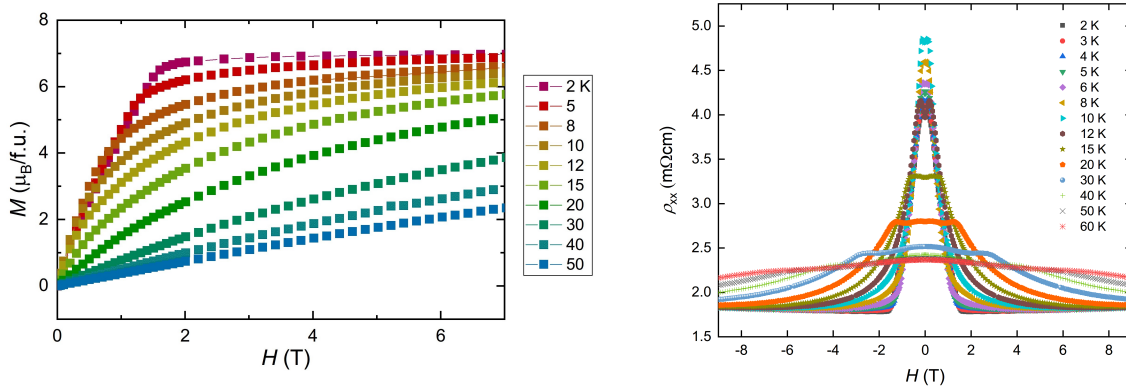 8
7
6
4
2
0
0
2
4
6
M (μB/f.u.)
H (T)
2 K
5
8
10
12
15
20
30
40
50
5.0
4.5
4.0
3.5
3.0
2.5
2.0
1.5
-8
-6
-4
-2
0
2
4
6
8
ρxx (mΩcm)
H (T)
2 K
3 K
4 K
5 K
6 K
8 K
10 K
12 K
15 K
20 K
30 K
40 K
50 K
60 K